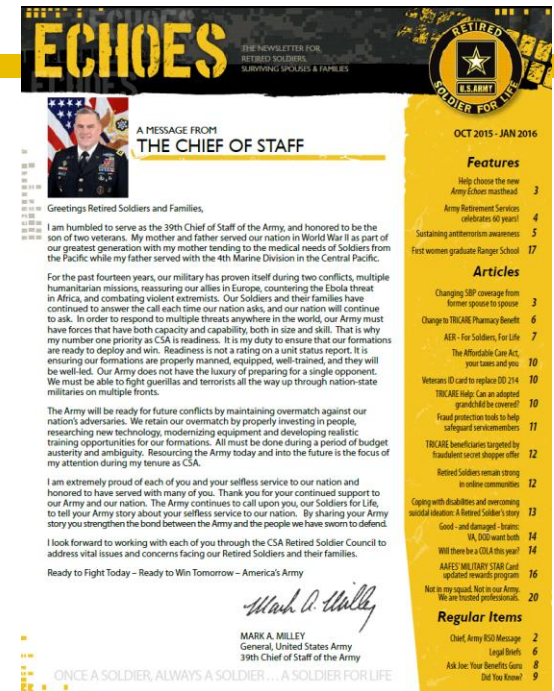 ECHOES
THE NEWSLETTER FOR
RETIRED SOLDIERS,
SURVIVING SPOUSES & FAMILIES
RETIRED
U.S. ARMY
SOLDIER FOR LIFE
A MESSAGE FROM
THE CHIEF OF STAFF
Greetings Retired Soldiers and Families,
I am humbled to serve as the 39th Chief of Staff of the Army, and honored to be the
son of two veterans. My mother and father served our nation in World War II as part of
our greatest generation with my mother tending to the medical needs of Soldiers from
the Pacific while my father served with the 4th Marine Division in the Central Pacific.
For the past fourteen years, our military has proven itself during two conflicts, multiple
humanitarian missions, reassuring our allies in Europe, countering the Ebola threat
in Africa, and combating violent extremists. Our Soldiers and their families have
continued to answer the call each time our nation asks, and our nation will continue
to ask. In order to respond to multiple threats anywhere in the world, our Army must
have forces that have both capacity and capability, both in size and skill. That is why
my number one priority as CSA is readiness. It is my duty to ensure that our formations
are ready to deploy and win. Readiness is not a rating on a unit status report. It is
ensuring our formations are properly manned, equipped, well-trained, and they will
be well-led. Our Army does not have the luxury of preparing for a single opponent.
We must be able to fight guerillas and terrorists all the way up through nation-state
militaries on multiple fronts.
The Army will be ready for future conflicts by maintaining overmatch against our
nation's adversaries. We retain our overmatch by properly investing in people,
researching new technology, modernizing equipment and developing realistic
training opportunities for our formations. All must be done during a period of budget
austerity and ambiguity. Resourcing the Army today and into the future is the focus of
my attention during my tenure as CSA.
I am extremely proud of each of you and your selfless service to our nation and
honored to have served with many of you. Thank you for your continued support to
our Army and our nation. The Army continues to call upon you, our Soldiers for Life,
to tell your Army story about your selfless service to our nation. By sharing your Army
story you strengthen the bond between the Army and the people we have sworn to defend.
I look forward to working with each of you through the CSA Retired Soldier Council to
address vital issues and concerns facing our Retired Soldiers and their families.
Ready to Fight Today – Ready to Win Tomorrow – America's Army
Mark A. Milley
MARK A. MILLEY
General, United States Army
39th Chief of Staff of the Army
ONCE A SOLDIER, ALWAYS A SOLDIER . . . A SOLDIER FOR LIFE
OCT 2015 - JAN 2016
Features
Help choose the new
Army Echoes masthead 3
Army Retirement Services
celebrates 60 years! 4
Sustaining antiterrorism awareness 5
First women graduate Ranger School 17
Articles
Changing SBP coverage from
former spouse to spouse 3
Change to TRICARE Pharmacy Benefit 6
AER - For Soldiers, For Life 7
The Affordable Care Act,
your taxes and you 10
Veterans ID card to replace DD 214 10
TRICARE Help: Can an adopted
grandchild be covered? 10
Fraud protection tools to help
safeguard servicemembers 11
TRICARE beneficiaries targeted by
fraudulent secret shopper offer 12
Retired Soldiers remain strong
in online communities 12
Coping with disabilities and overcoming
suicidal ideation: A Retired Soldier's story 13
Good - and damaged - brains:
VA, DOD want both 14
Will there be a COLA this year? 14
AAFES' MILITARY STAR Card
updated rewards program 16
Not in my squad. Not in our Army.
We are trusted professionals. 20
Regular Items
Chief, Army RSO Message 2
Legal Briefs 6
Ask Joe: Your Benefits Guru 8
Did You Know? 9